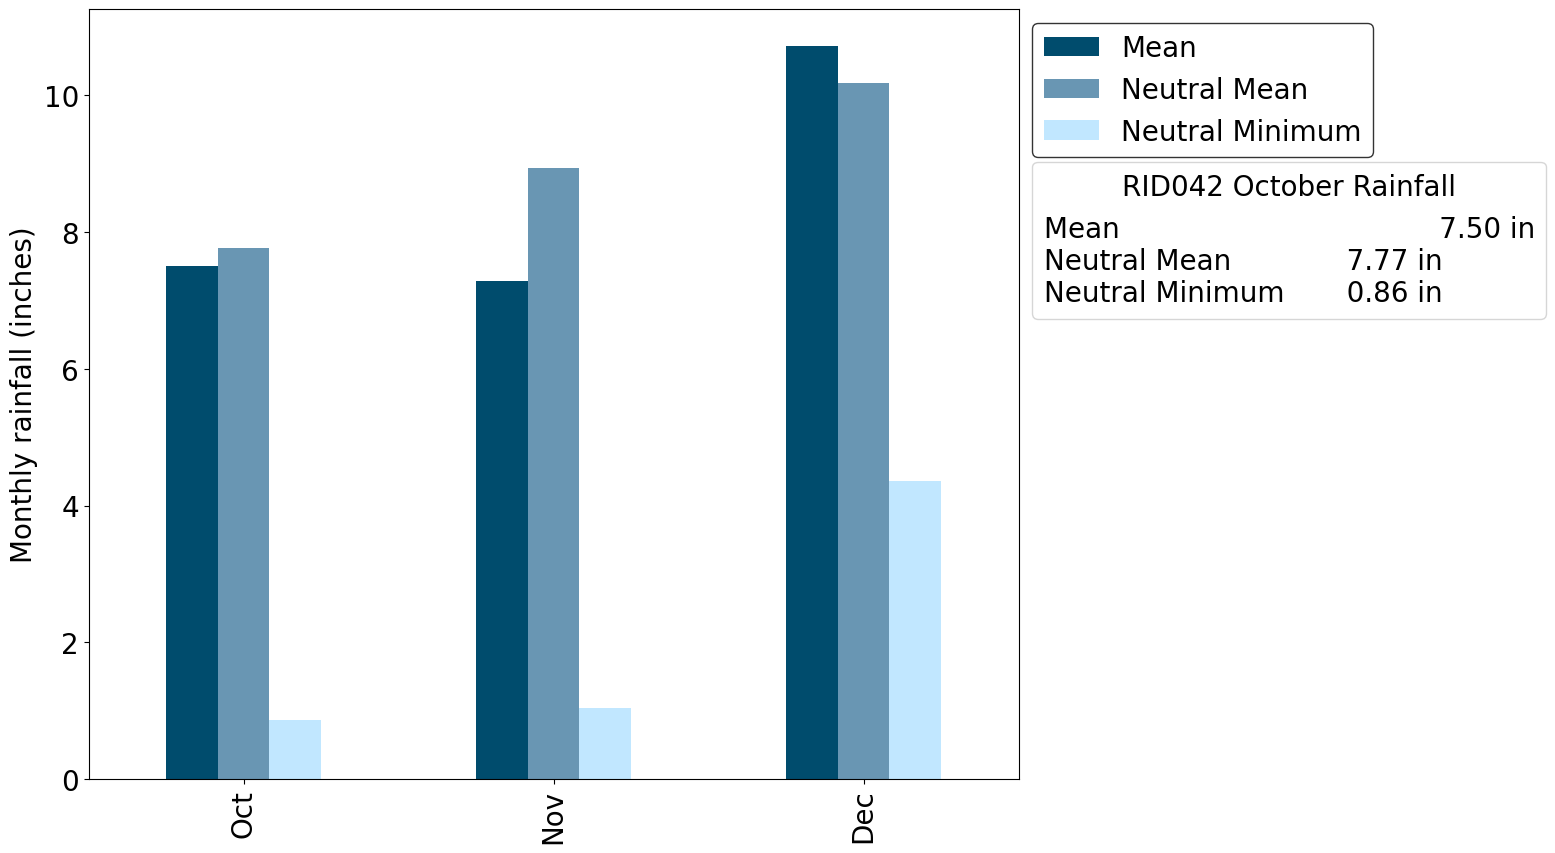 Monthly rainfall (inches)
10
8
6
4
2
0
Oct
Nov
Dec
Mean
Neutral Mean
Neutral Minimum
RID042 October Rainfall
Mean 7.50 in
Neutral Mean 7.77 in
Neutral Minimum 0.86 in